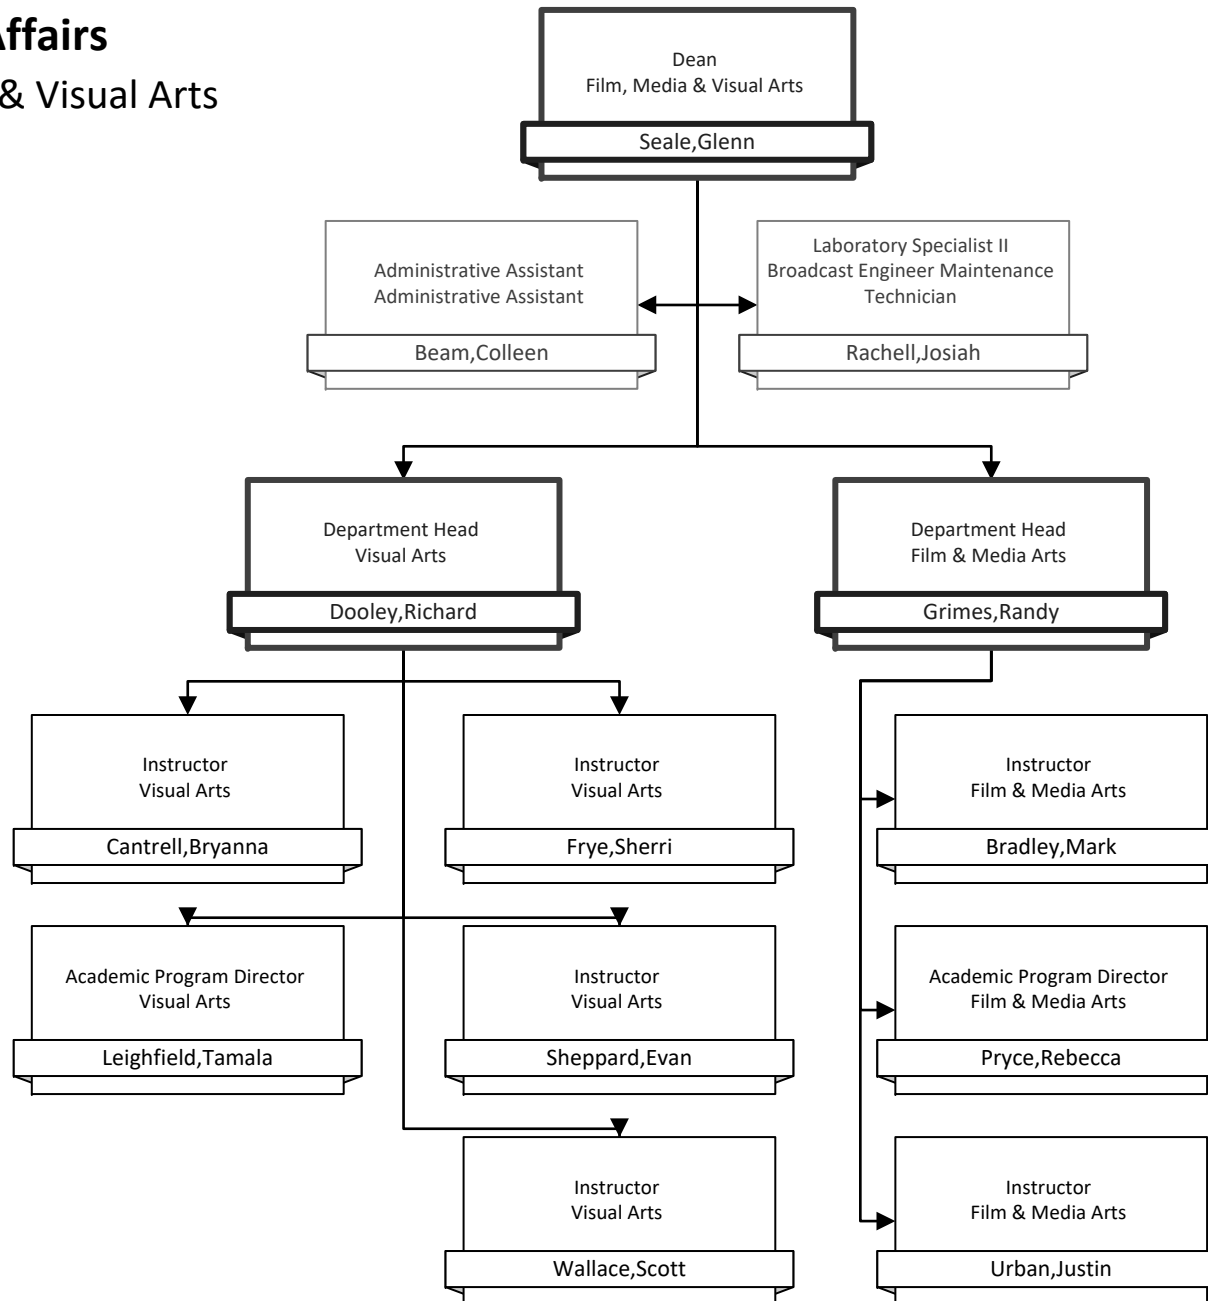 Affairs
& Visual Arts
Dean
Film, Media & Visual Arts
Seale,Glenn
Administrative Assistant
Administrative Assistant
Beam,Colleen
Laboratory Specialist II
Broadcast Engineer Maintenance
Technician
Rachell,Josiah
Department Head
Visual Arts
Dooley,Richard
Department Head
Film & Media Arts
Grimes,Randy
Instructor
Visual Arts
Cantrell,Bryanna
Instructor
Visual Arts
Frye,Sherri
Instructor
Film & Media Arts
Bradley,Mark
Academic Program Director
Visual Arts
Leighfield,Tamala
Instructor
Visual Arts
Sheppard,Evan
Academic Program Director
Film & Media Arts
Pryce,Rebecca
Instructor
Visual Arts
Wallace,Scott
Instructor
Film & Media Arts
Urban,Justin